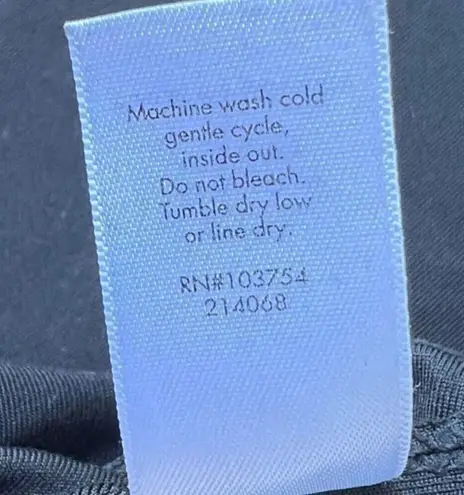 Machine wash cold
gentle cycle,
inside out.
Do not bleach.
Tumble dry low
or line dry.
RN#103754
214068